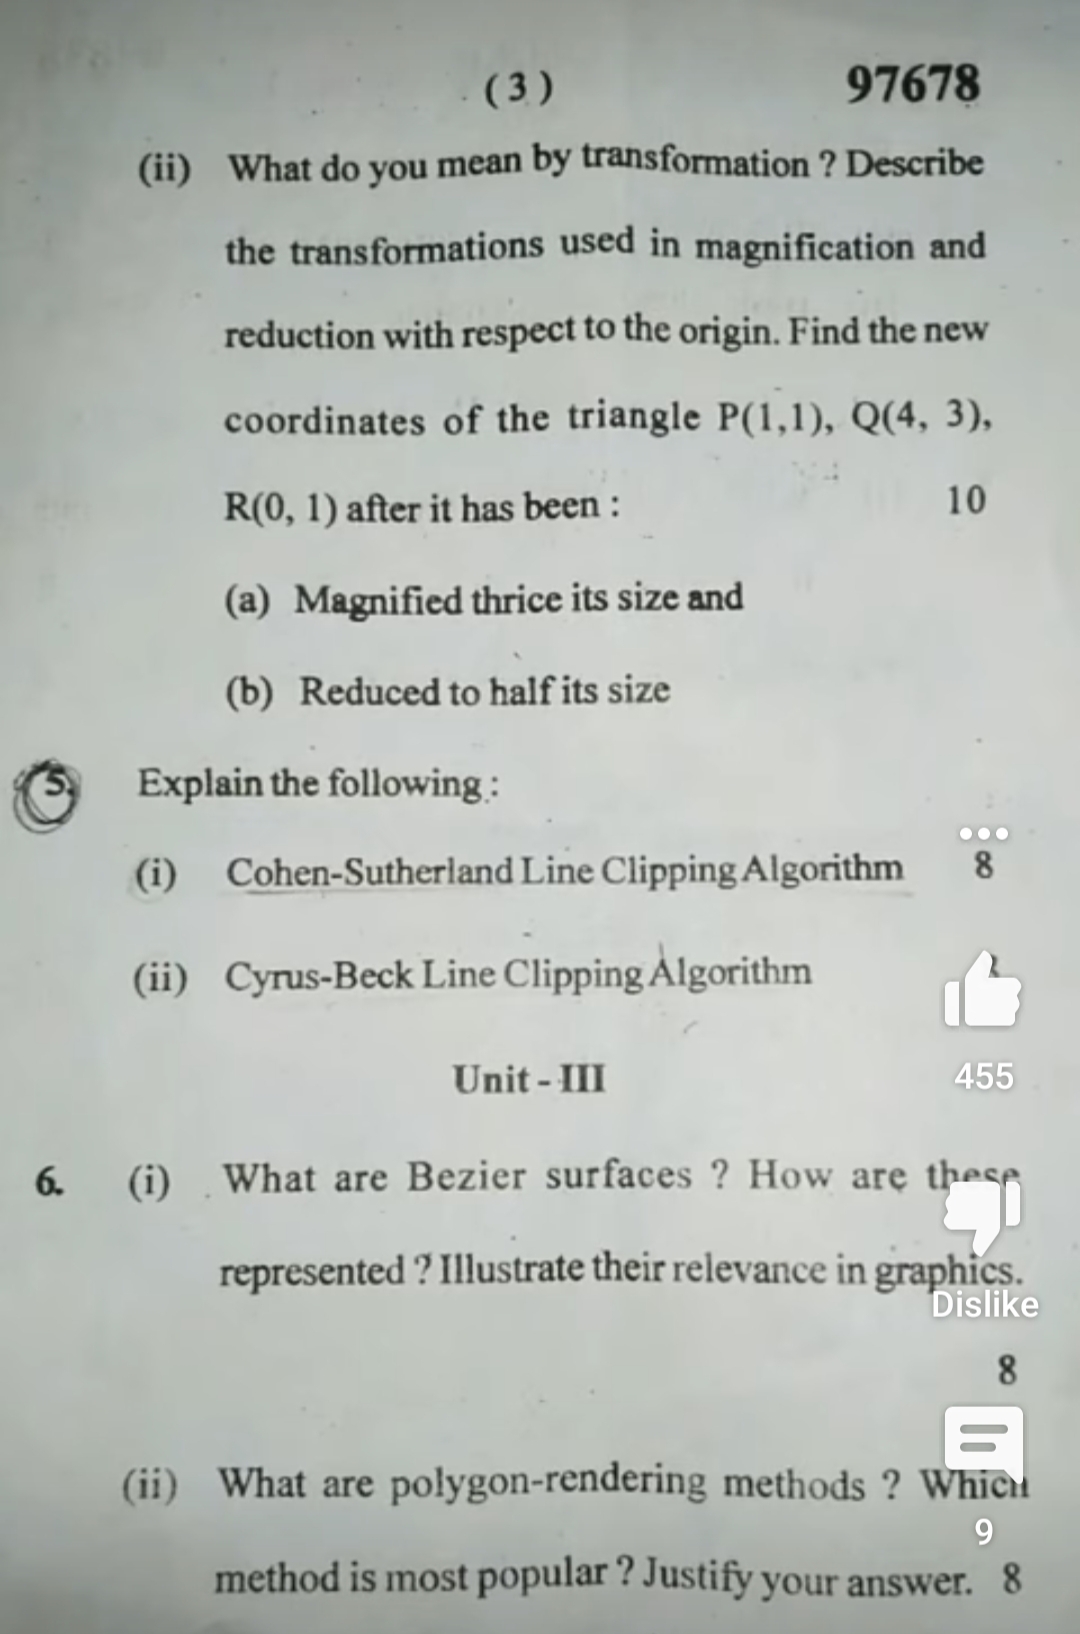 (3) 97678
(ii) What do you mean by transformation ? Describe
the transformations used in magnification and
reduction with respect to the origin. Find the new
coordinates of the triangle P(1,1), Q(4, 3),
R(0, 1) after it has been : 10
(a) Magnified thrice its size and
(b) Reduced to half its size
5. Explain the following :
(i) Cohen-Sutherland Line Clipping Algorithm 8
(ii) Cyrus-Beck Line Clipping Algorithm
455
Unit - III
6. (i) What are Bezier surfaces ? How are these
represented ? Illustrate their relevance in graphics.
Dislike
8
(ii) What are polygon-rendering methods ? Which
9
method is most popular ? Justify your answer. 8